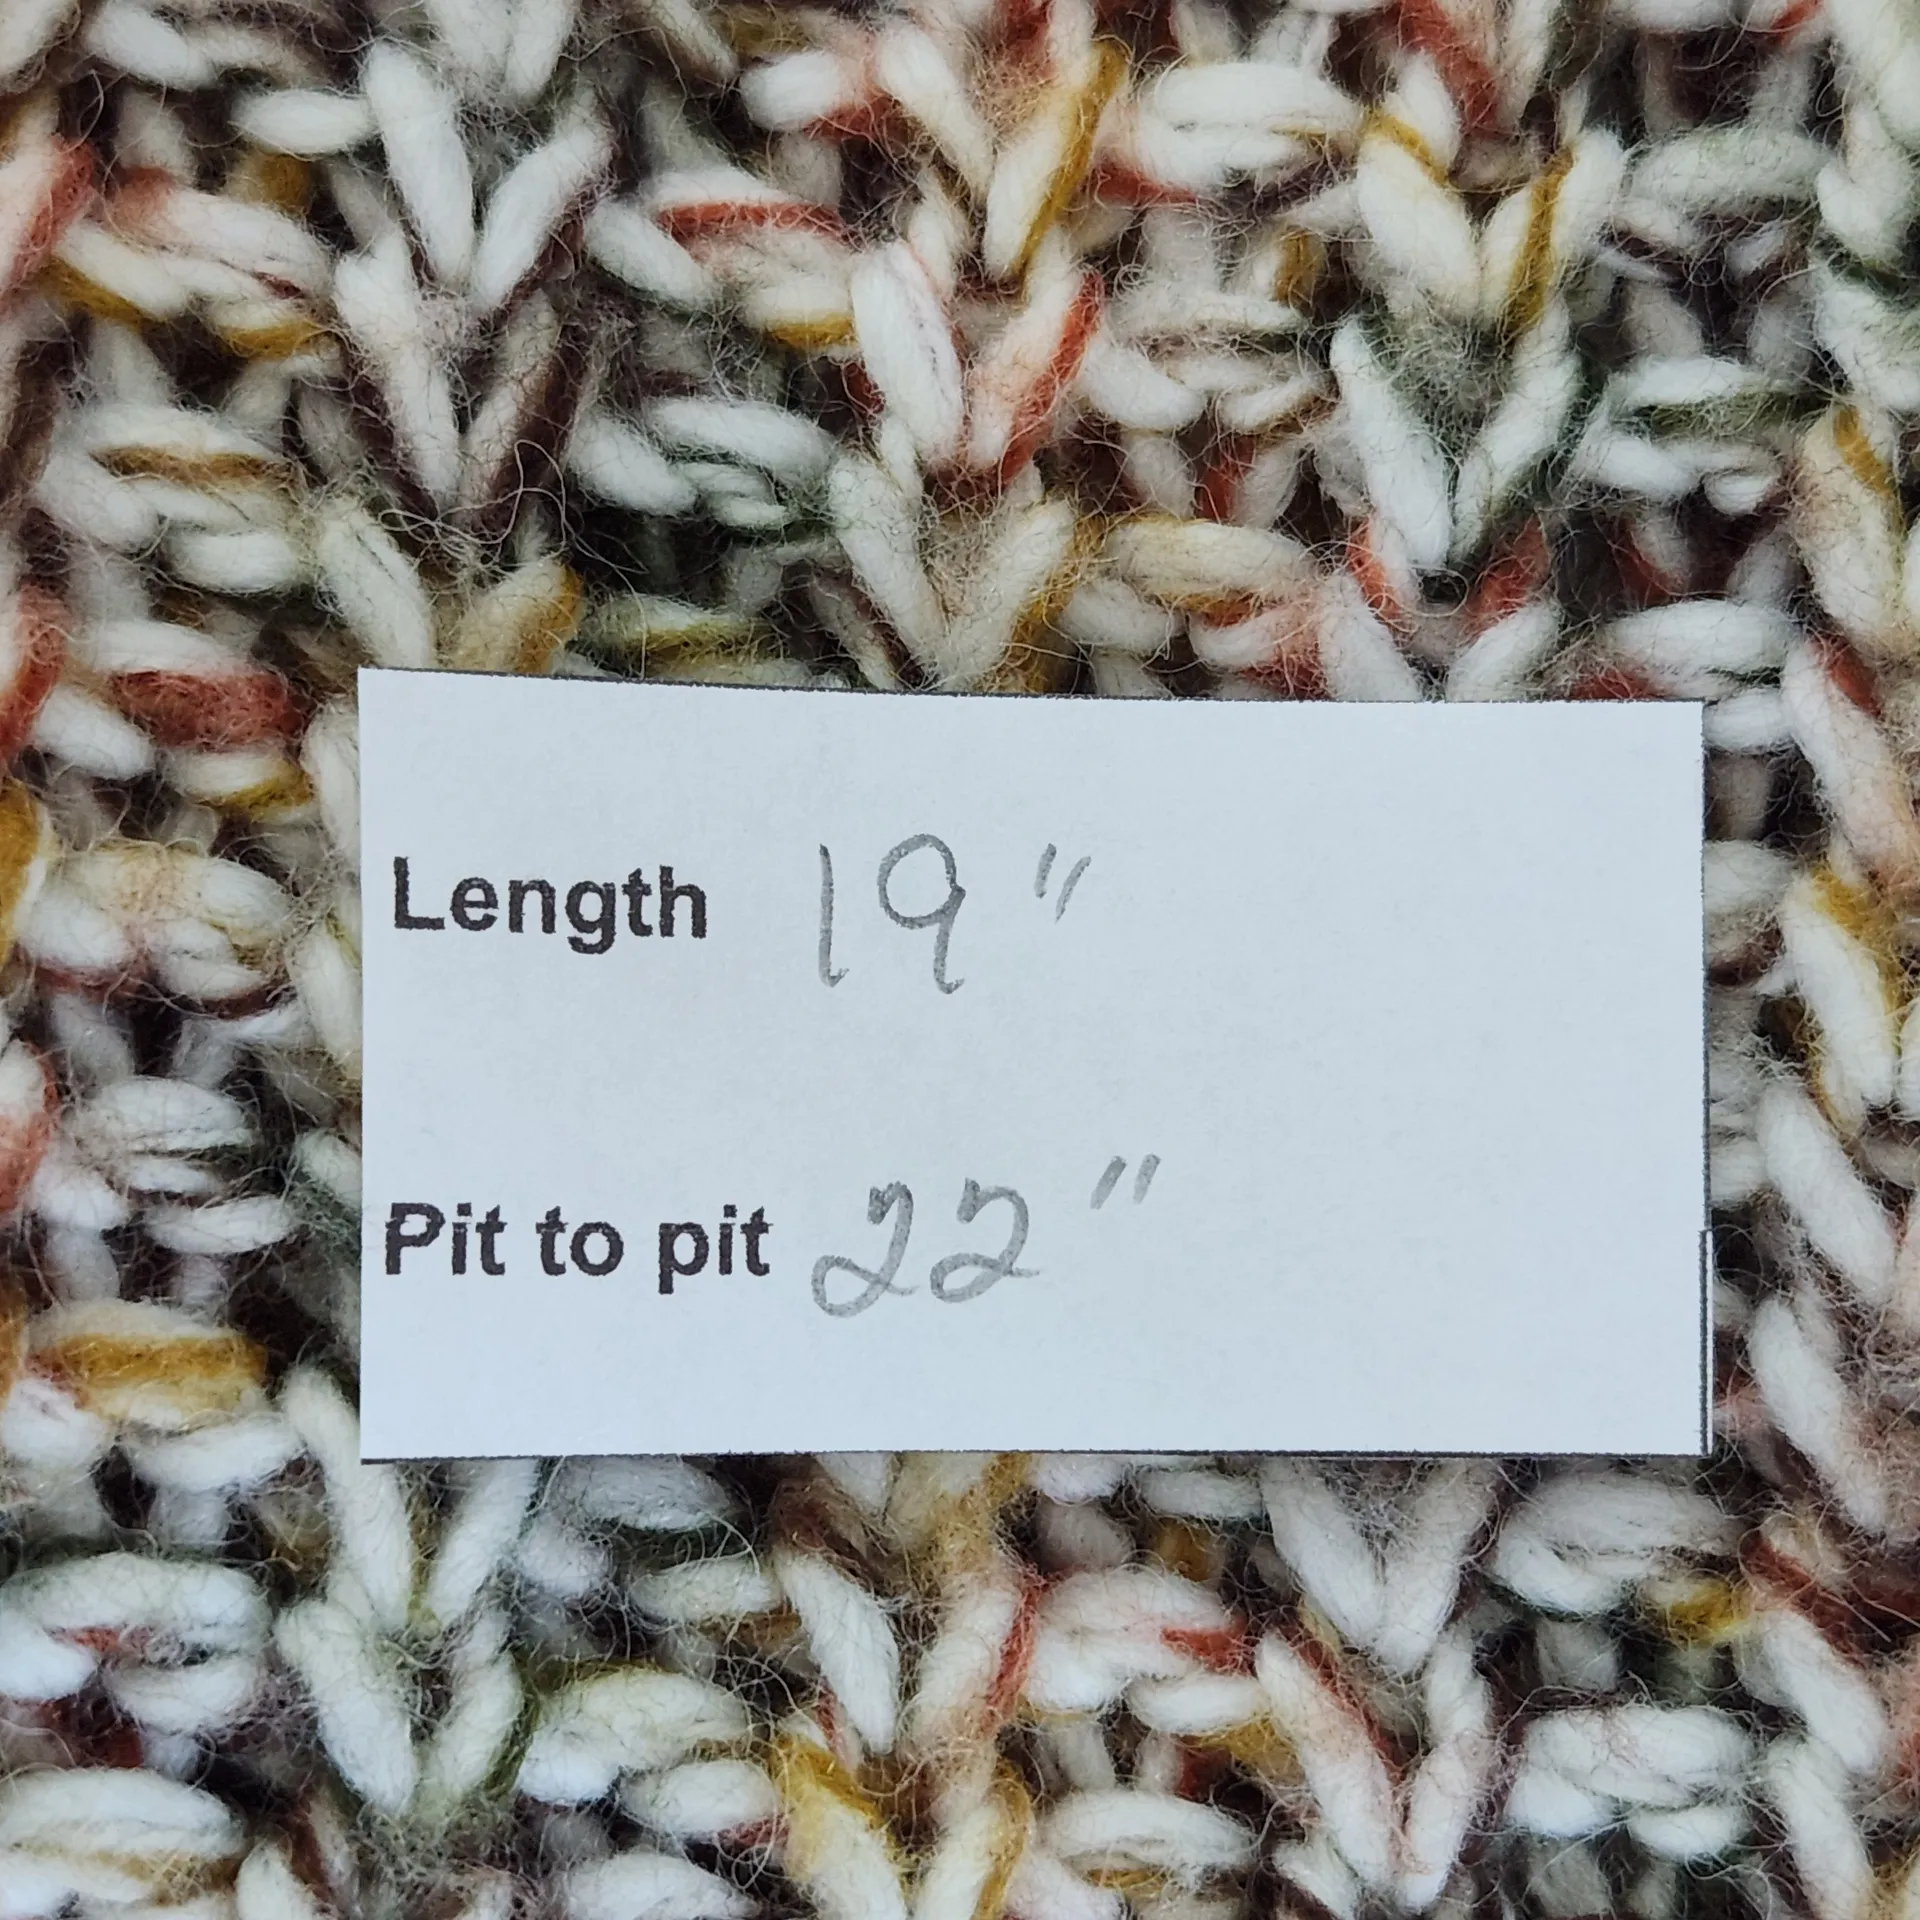 Length 19"
Pit to pit 22"